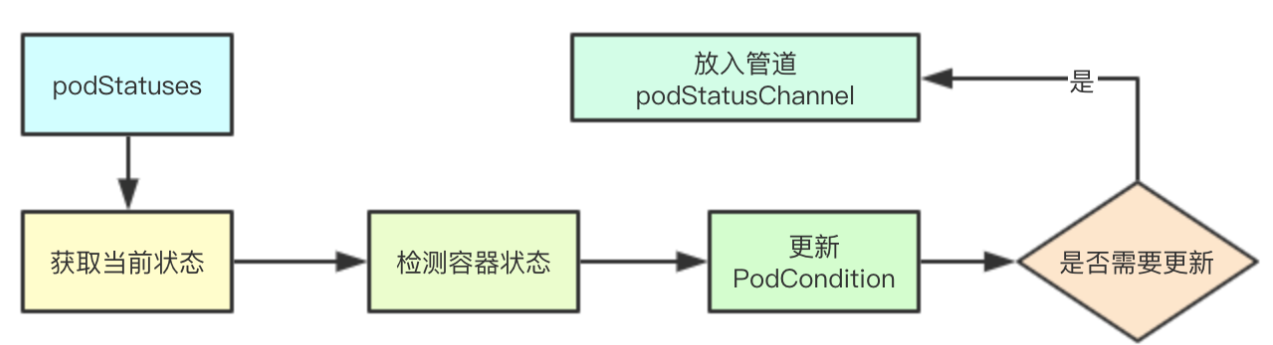 podStatuses
放入管道
podStatusChannel
是
获取当前状态
检测容器状态
更新
PodCondition
是否需要更新